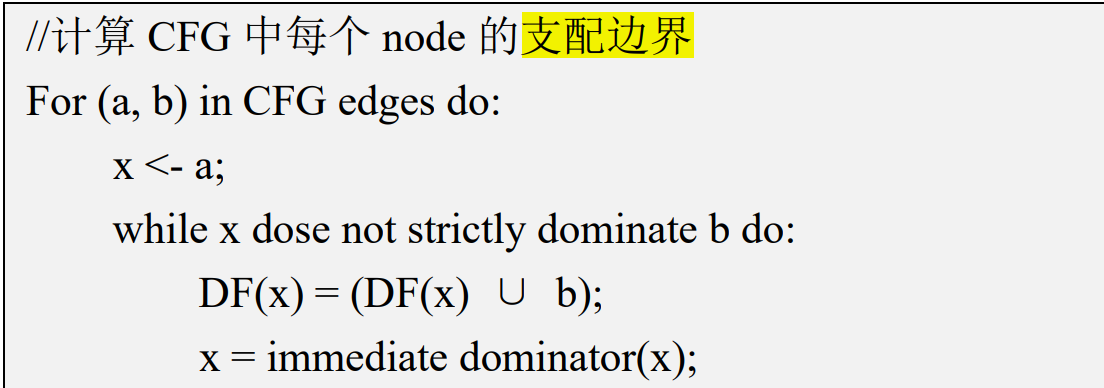 //计算 CFG 中每个 node 的支配边界
For (a, b) in CFG edges do:
x <- a;
while x dose not strictly dominate b do:
DF(x) = (DF(x) ∪ b);
x = immediate dominator(x);